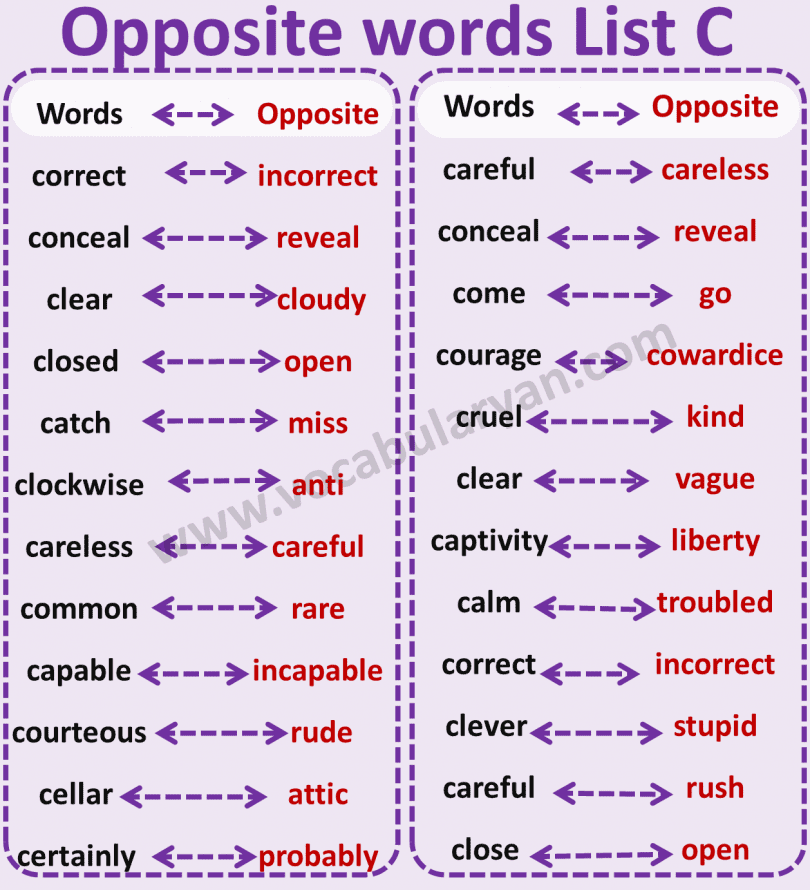 Opposite words List C
Words Opposite
correct incorrect
conceal reveal
clear cloudy
closed open
catch miss
clockwise anti
careless careful
common rare
capable incapable
courteous rude
cellar attic
certainly probably
Words Opposite
careful careless
conceal reveal
come go
courage cowardice
cruel kind
clear vague
captivity liberty
calm troubled
correct incorrect
clever stupid
careful rush
close open
www.vocabularyan.com